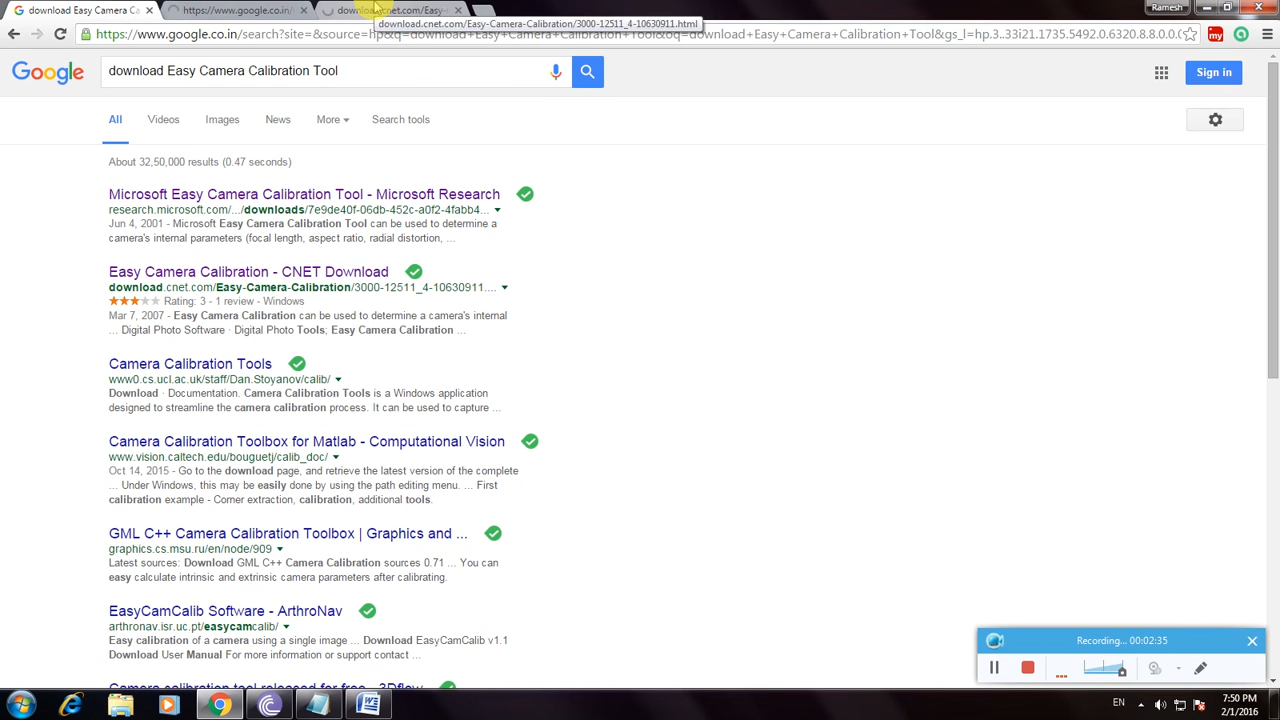 download Easy Camera Ca
https://www.google.co.in/
download.cnet.com/Easy-
Ramesh
download.cnet.com/Easy-Camera-Calibration/3000-12511_4-10630911.html
https://www.google.co.in/search?site=&source=hp&q=download+Easy+Camera+Calibration+Tool&oq=download+Easy+Camera+Calibration+Tool&gs_l=hp.3..33i21.1735.5492.0.6320.8.8.0.0.0
my
Google
download Easy Camera Calibration Tool
Sign in
All Videos Images News More Search tools
About 32,50,000 results (0.47 seconds)
Microsoft Easy Camera Calibration Tool - Microsoft Research
research.microsoft.com/.../downloads/7e9de40f-06db-452c-a0f2-4fabb4...
Jun 4, 2001 - Microsoft Easy Camera Calibration Tool can be used to determine a
camera's internal parameters (focal length, aspect ratio, radial distortion, ...
Easy Camera Calibration - CNET Download
download.cnet.com/Easy-Camera-Calibration/3000-12511_4-10630911....
Rating: 3 - 1 review - Windows
Mar 7, 2007 - Easy Camera Calibration can be used to determine a camera's internal
... Digital Photo Software · Digital Photo Tools; Easy Camera Calibration ...
Camera Calibration Tools
www0.cs.ucl.ac.uk/staff/Dan.Stoyanov/calib/
Download · Documentation. Camera Calibration Tools is a Windows application
designed to streamline the camera calibration process. It can be used to capture ...
Camera Calibration Toolbox for Matlab - Computational Vision
www.vision.caltech.edu/bouguetj/calib_doc/
Oct 14, 2015 - Go to the download page, and retrieve the latest version of the complete
... Under Windows, this may be easily done by using the path editing menu. ... First
calibration example - Corner extraction, calibration, additional tools.
GML C++ Camera Calibration Toolbox | Graphics and ...
graphics.cs.msu.ru/en/node/909
Latest sources: Download GML C++ Camera Calibration sources 0.71 ... You can
easy calculate intrinsic and extrinsic camera parameters after calibrating.
EasyCamCalib Software - ArthroNav
arthronav.isr.uc.pt/easycamcalib/
Easy calibration of a camera using a single image ... Download EasyCamCalib v1.1
Download User Manual For more information or support contact ...
Camera calibration tool released for free - 3Dflow
Recording... 00:02:35
EN
7:50 PM
2/1/2016